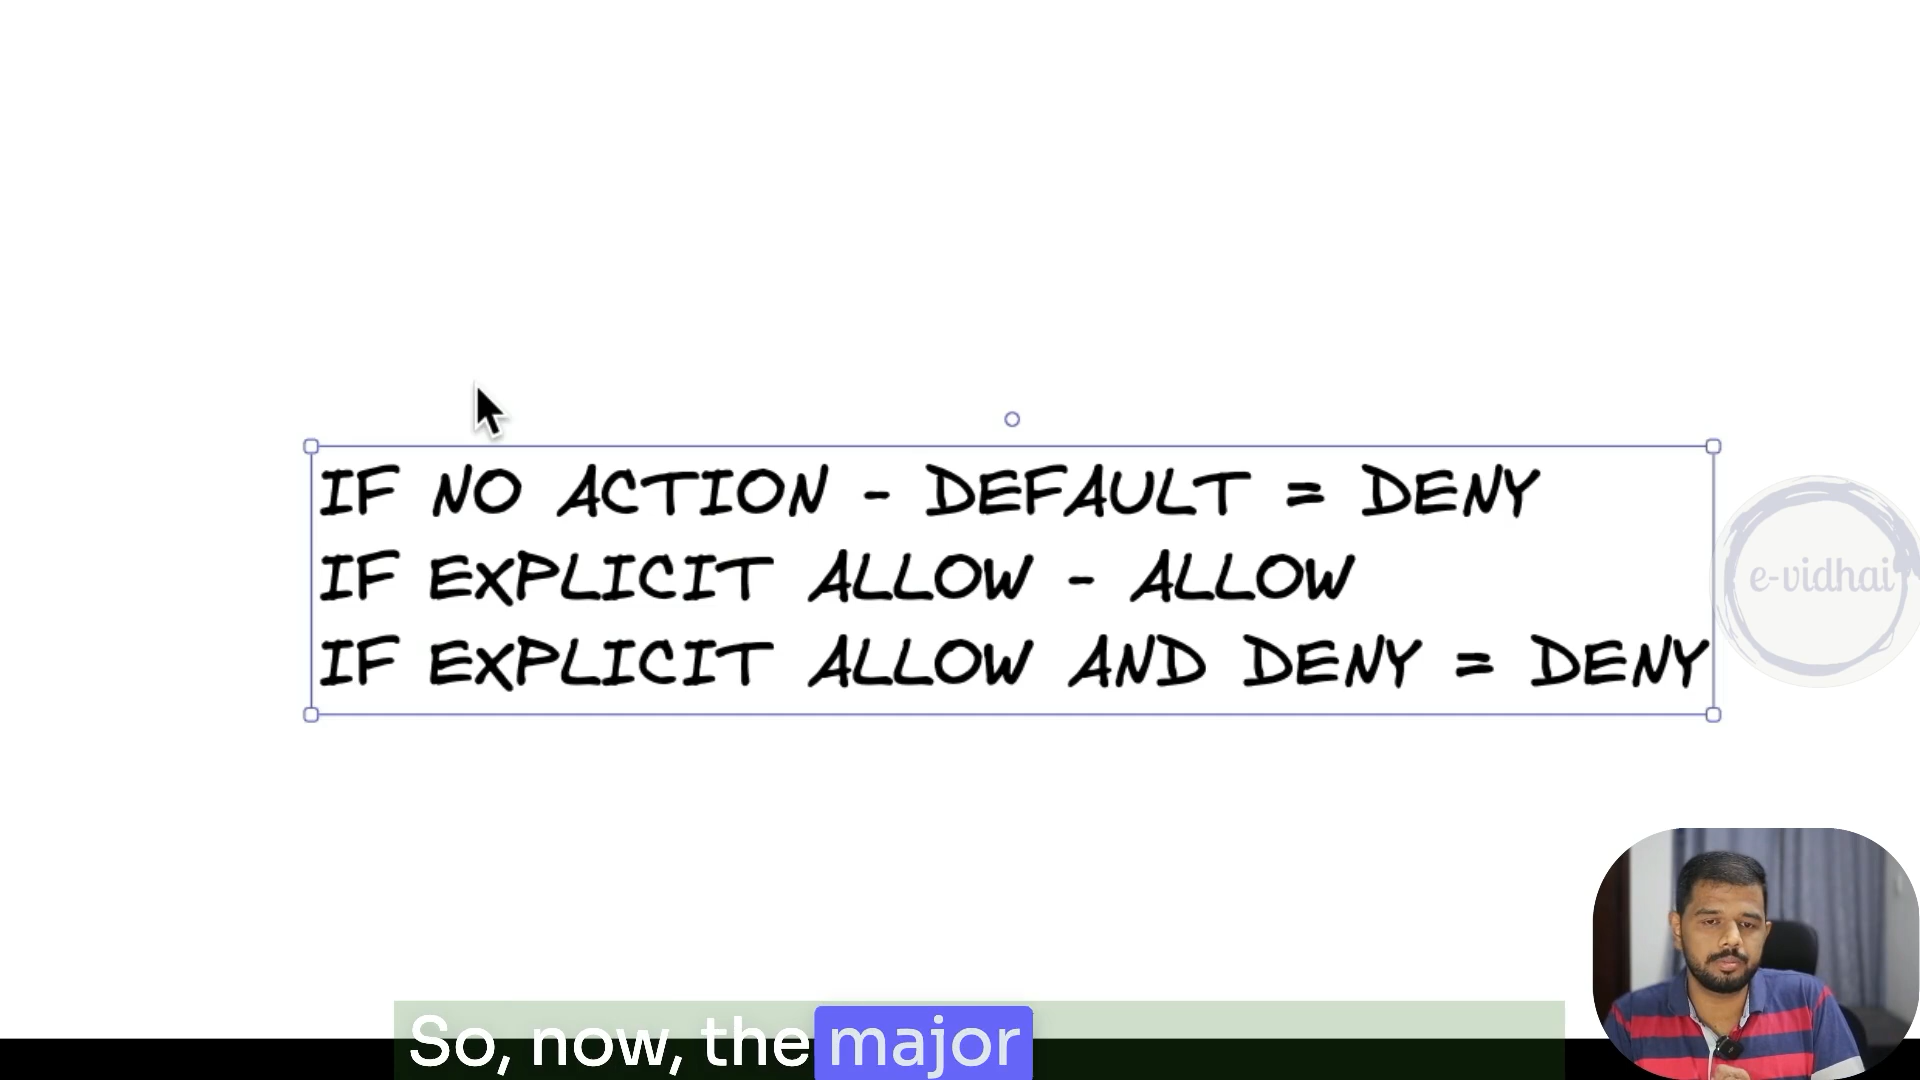 IF NO ACTION - DEFAULT = DENY
IF EXPLICIT ALLOW - ALLOW
IF EXPLICIT ALLOW AND DENY = DENY
e-vidhai
So, now, the major